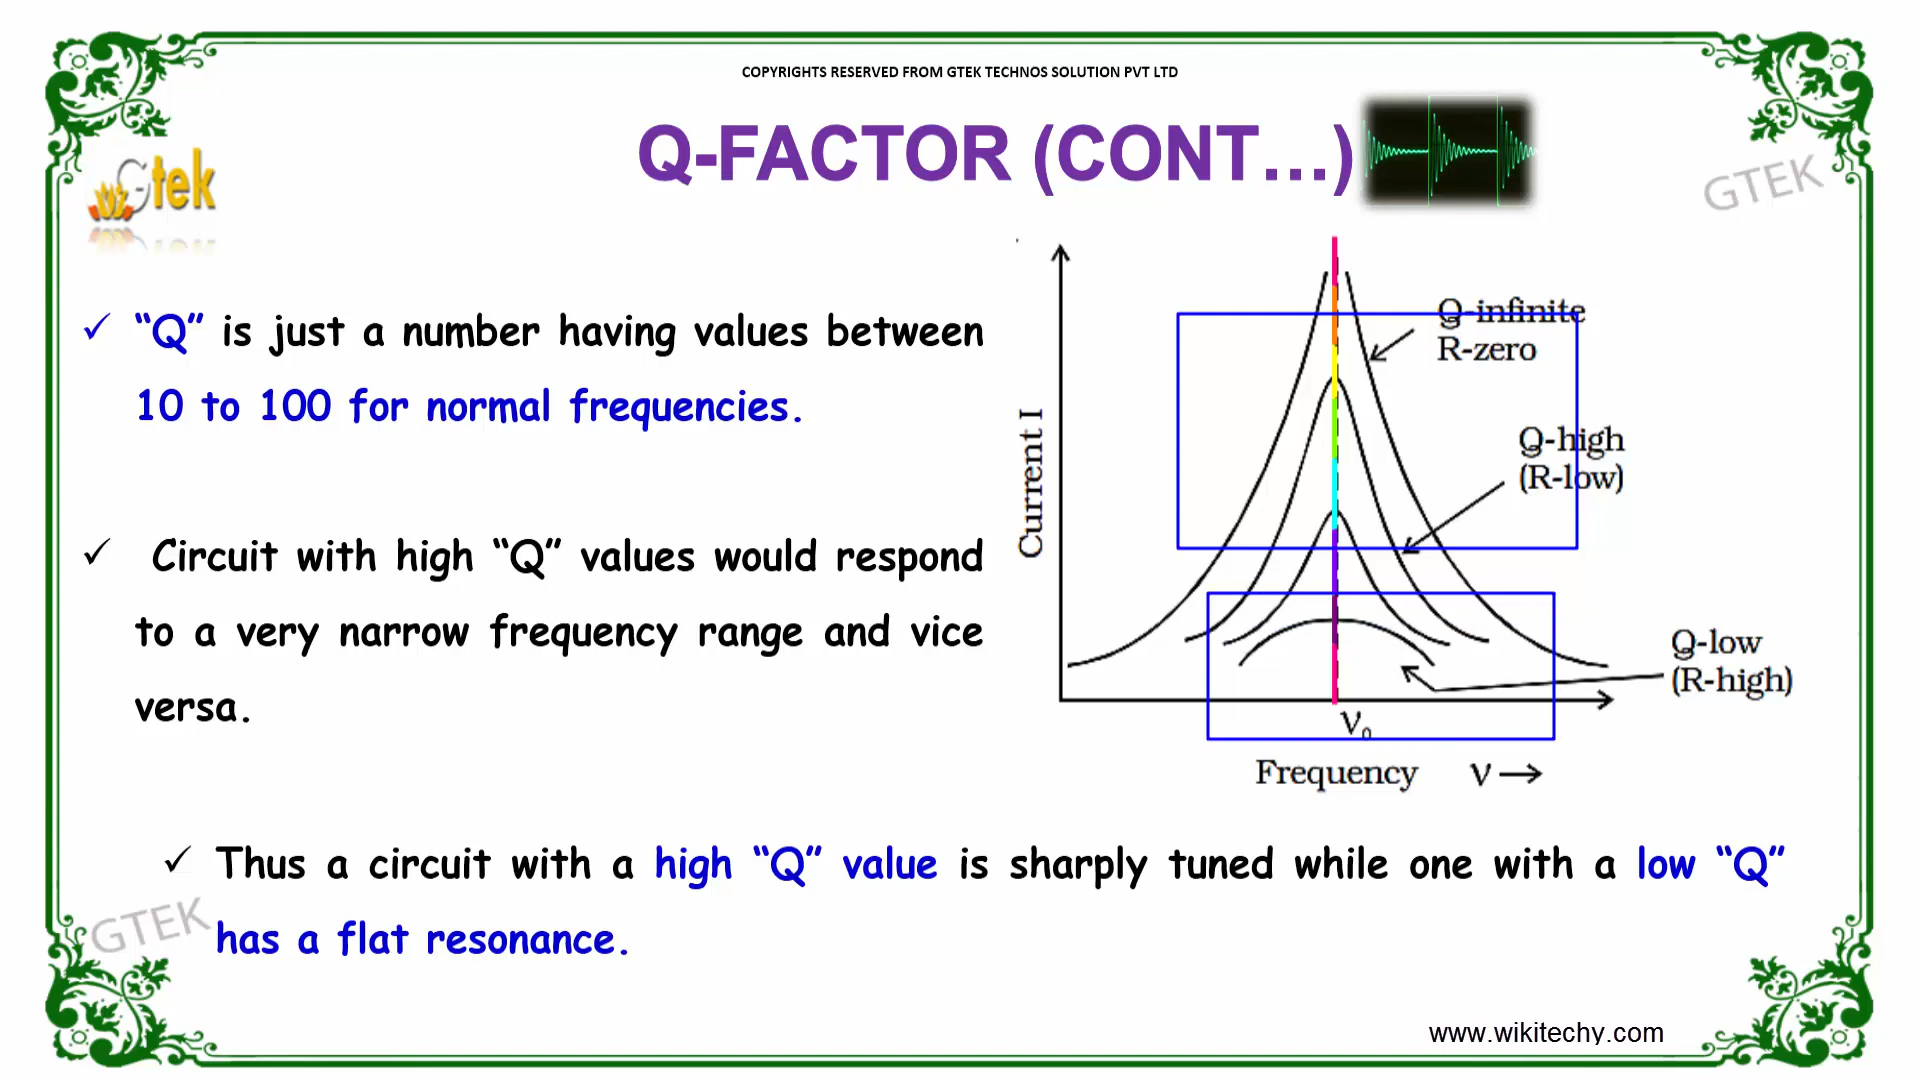 COPYRIGHTS RESERVED FROM GTEK TECHNOS SOLUTION PVT LTD
Q-FACTOR (CONT...)
Gtek
GTEK
“Q” is just a number having values between
10 to 100 for normal frequencies.
Circuit with high “Q” values would respond
to a very narrow frequency range and vice
versa.
Current I
Q-infinite
R-zero
Q-high
(R-low)
Q-low
(R-high)
ν₀
Frequency ν →
Thus a circuit with a high “Q” value is sharply tuned while one with a low “Q”
has a flat resonance.
GTEK
www.wikitechy.com